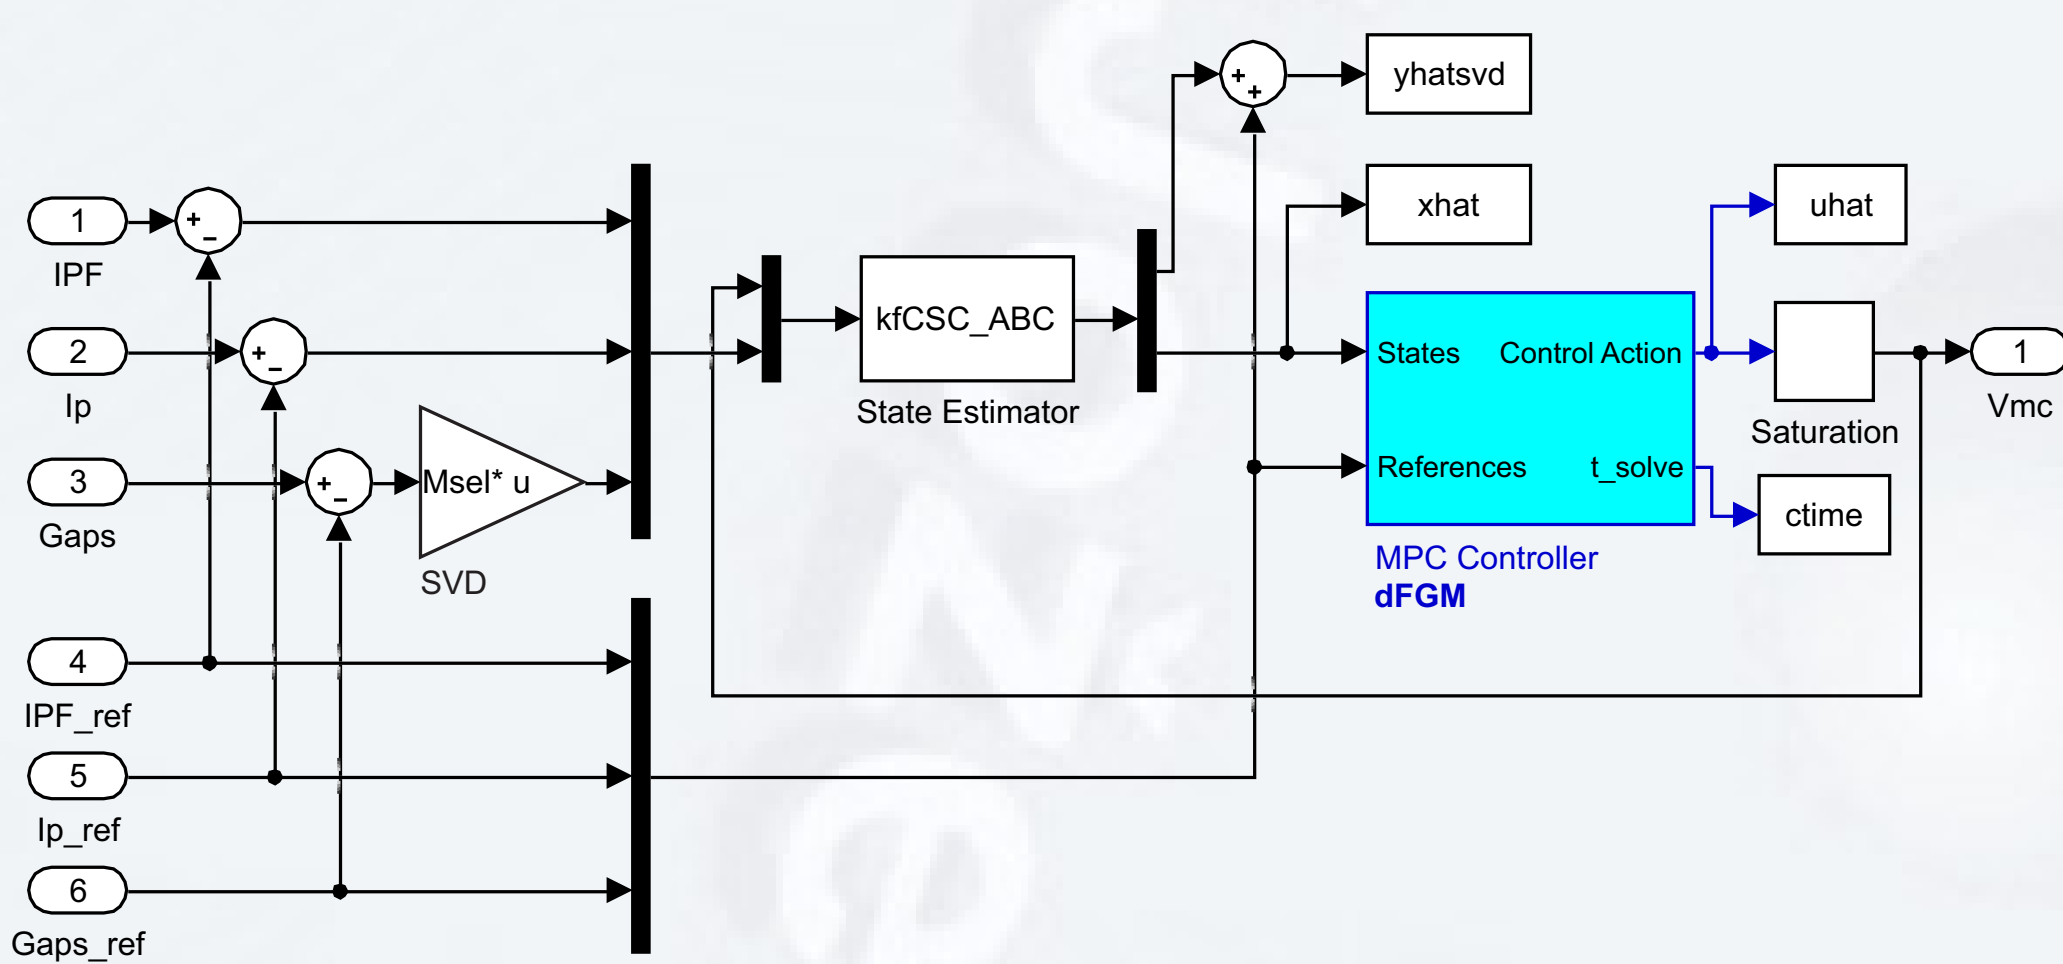 +
+
yhatsvd
1
IPF
+
−
xhat
uhat
2
Ip
+
−
kfCSC_ABC
State Estimator
States
Control Action
References
t_solve
MPC Controller
dFGM
Saturation
1
Vmc
ctime
3
Gaps
+
−
Msel* u
SVD
4
IPF_ref
5
Ip_ref
6
Gaps_ref